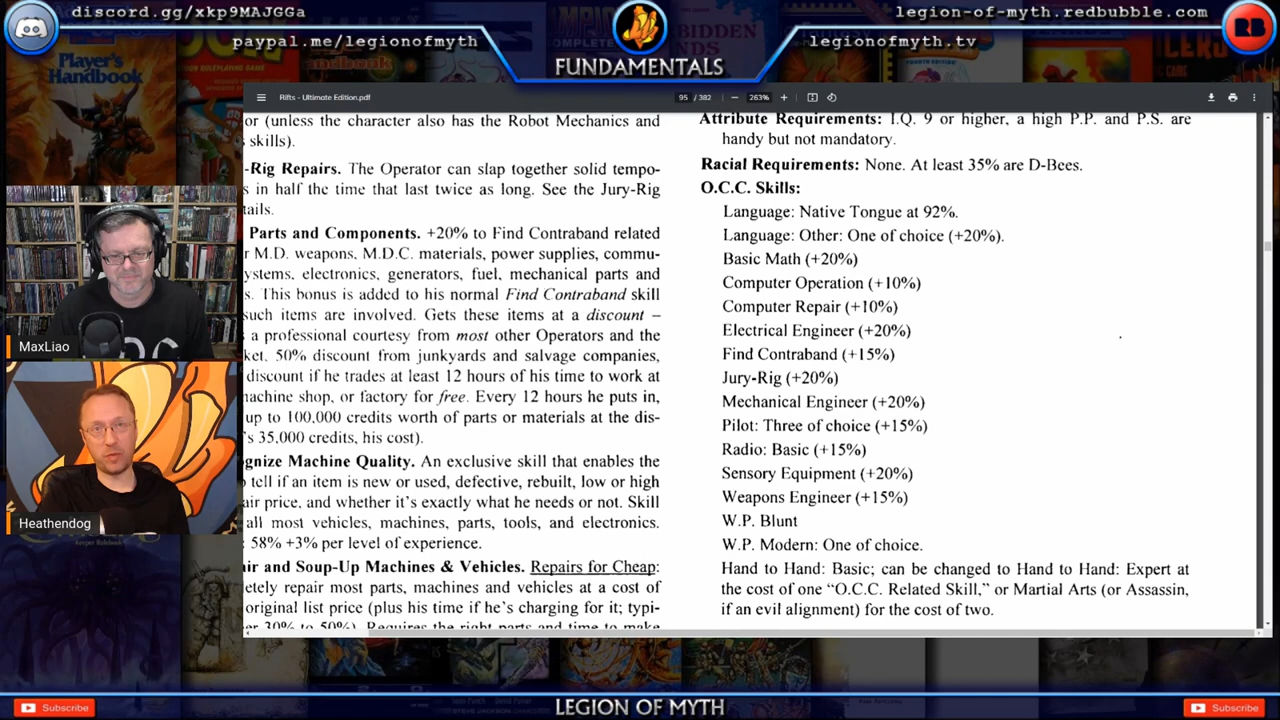 discord.gg/xkp9MAJGGa
paypal.me/legionofmyth
legion-of-myth.redbubble.com
legionofmyth.tv
FUNDAMENTALS
Player's
Handbook
Rifts - Ultimate Edition.pdf
95 / 382
263%
or (unless the character also has the Robot Mechanics and
skills).
-Rig Repairs. The Operator can slap together solid tempo-
s in half the time that last twice as long. See the Jury-Rig
tails.
Parts and Components. +20% to Find Contraband related
r M.D. weapons, M.D.C. materials, power supplies, commu-
ystems, electronics, generators, fuel, mechanical parts and
s. This bonus is added to his normal Find Contraband skill
such items are involved. Gets these items at a discount –
a professional courtesy from most other Operators and the
ket, 50% discount from junkyards and salvage companies,
discount if he trades at least 12 hours of his time to work at
achine shop, or factory for free. Every 12 hours he puts in,
up to 100,000 credits worth of parts or materials at the dis-
's 35,000 credits, his cost).
gnize Machine Quality. An exclusive skill that enables the
tell if an item is new or used, defective, rebuilt, low or high
air price, and whether it's exactly what he needs or not. Skill
all most vehicles, machines, parts, tools, and electronics.
: 58% +3% per level of experience.
ir and Soup-Up Machines & Vehicles. Repairs for Cheap:
etely repair most parts, machines and vehicles at a cost of
original list price (plus his time if he's charging for it; typi-
er 30% to 50%). Requires the right parts and time to make
Attribute Requirements: I.Q. 9 or higher, a high P.P. and P.S. are
handy but not mandatory.
Racial Requirements: None. At least 35% are D-Bees.
O.C.C. Skills:
Language: Native Tongue at 92%.
Language: Other: One of choice (+20%).
Basic Math (+20%)
Computer Operation (+10%)
Computer Repair (+10%)
Electrical Engineer (+20%)
Find Contraband (+15%)
Jury-Rig (+20%)
Mechanical Engineer (+20%)
Pilot: Three of choice (+15%)
Radio: Basic (+15%)
Sensory Equipment (+20%)
Weapons Engineer (+15%)
W.P. Blunt
W.P. Modern: One of choice.
Hand to Hand: Basic; can be changed to Hand to Hand: Expert at
the cost of one “O.C.C. Related Skill,” or Martial Arts (or Assassin,
if an evil alignment) for the cost of two.
MaxLiao
Heathendog
Subscribe
LEGION OF MYTH
Subscribe